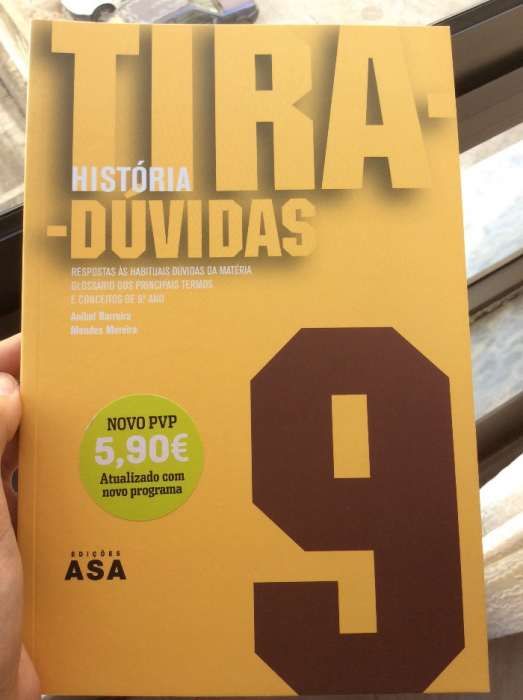 TIRA-
HISTÓRIA
-DÚVIDAS
RESPOSTAS ÀS HABITUAIS DÚVIDAS DA MATÉRIA
GLOSSÁRIO DOS PRINCIPAIS TERMOS
E CONCEITOS DE 9.º ANO
Aníbal Barreira
Mendes Moreira
NOVO PVP
5,90€
Atualizado com
novo programa
9
EDIÇÕES
ASA